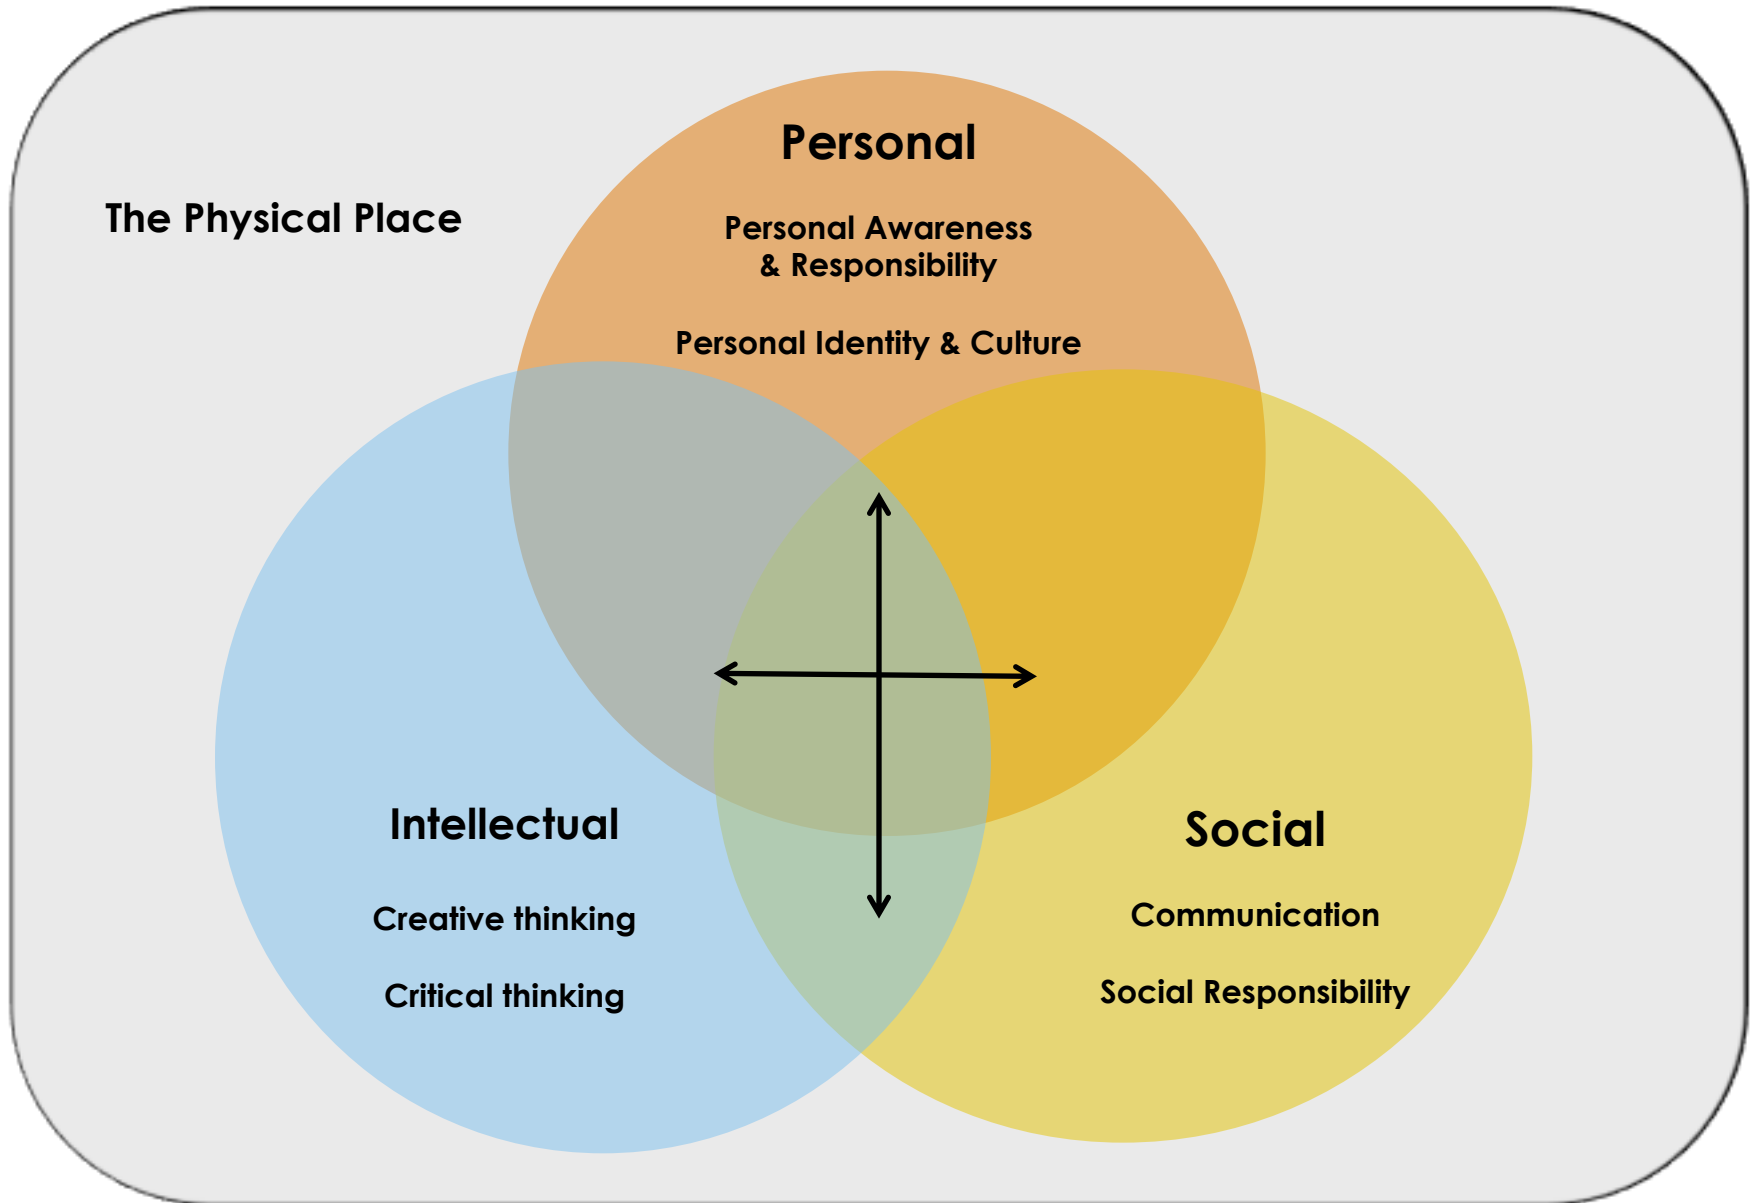 Personal
The Physical Place
Personal Awareness
& Responsibility
Personal Identity & Culture
Intellectual
Creative thinking
Critical thinking
Social
Communication
Social Responsibility